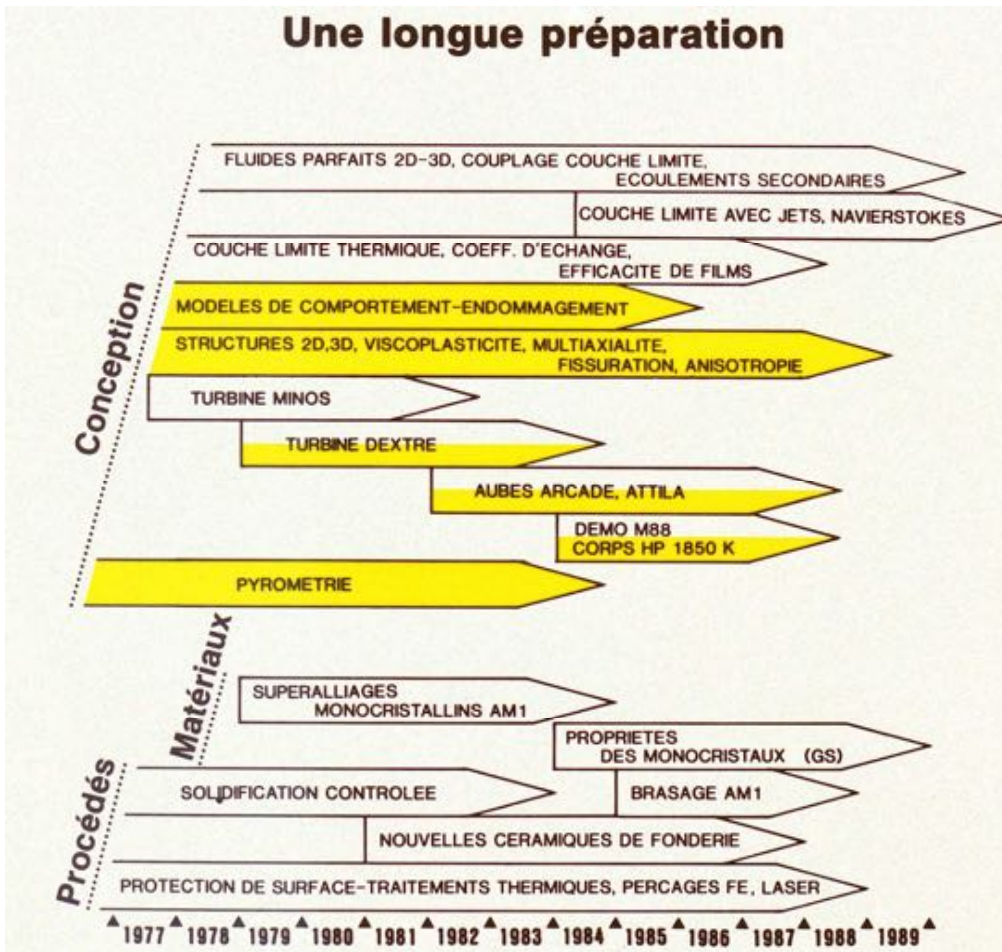 Une longue préparation
Conception
FLUIDES PARFAITS 2D-3D, COUPLAGE COUCHE LIMITE,
ECOULEMENTS SECONDAIRES
COUCHE LIMITE AVEC JETS, NAVIERSTOKES
COUCHE LIMITE THERMIQUE, COEFF. D'ECHANGE,
EFFICACITE DE FILMS
MODELES DE COMPORTEMENT-ENDOMMAGEMENT
STRUCTURES 2D,3D, VISCOPLASTICITE, MULTIAXIALITE,
FISSURATION, ANISOTROPIE
TURBINE MINOS
TURBINE DEXTRE
AUBES ARCADE, ATTILA
DEMO M88
CORPS HP 1850 K
PYROMETRIE
Matériaux
SUPERALLIAGES
MONOCRISTALLINS AM1
PROPRIETES
DES MONOCRISTAUX (GS)
Procédés
SOLIDIFICATION CONTROLEE
BRASAGE AM1
NOUVELLES CERAMIQUES DE FONDERIE
PROTECTION DE SURFACE-TRAITEMENTS THERMIQUES, PERCAGES FE, LASER
1977 1978 1979 1980 1981 1982 1983 1984 1985 1986 1987 1988 1989